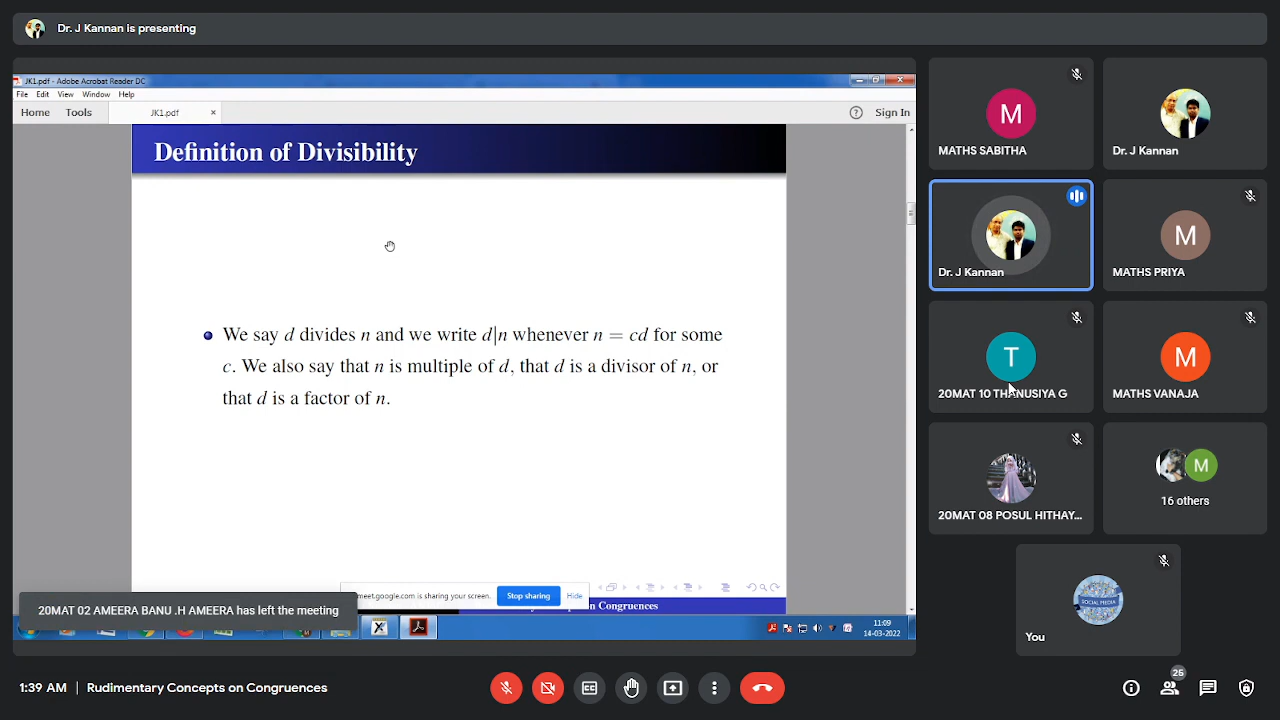 Dr. J Kannan is presenting
JK1.pdf - Adobe Acrobat Reader DC
File Edit View Window Help
Home Tools JK1.pdf × ? Sign In
Definition of Divisibility
We say d divides n and we write d|n whenever n = cd for some
c. We also say that n is multiple of d, that d is a divisor of n, or
that d is a factor of n.
meet.google.com is sharing your screen. Stop sharing Hide
on Congruences
20MAT 02 AMEERA BANU .H AMEERA has left the meeting
11:09
14-03-2022
M
MATHS SABITHA
Dr. J Kannan
Dr. J Kannan
M
MATHS PRIYA
T
20MAT 10 THANUSIYA G
M
MATHS VANAJA
20MAT 08 POSUL HITHAY...
M
16 others
SOCIAL MEDIA
You
1:39 AM | Rudimentary Concepts on Congruences
CC
25